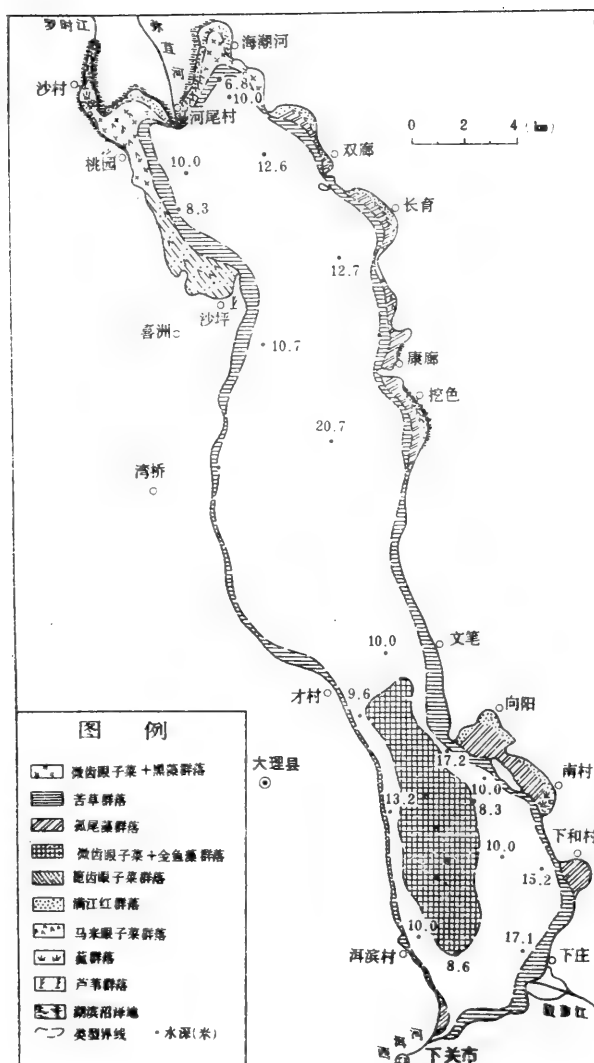 罗时江
弥苴河
海潮河
沙村
6.8
10.0
河尾村
0 2 4 (km)
双廊
桃园
10.0
12.6
长育
8.3
12.7
沙坪
喜洲
10.7
康廊
挖色
20.7
湾桥
10.0
文笔
才村
9.6
向阳
17.2
大理县
南村
10.0
13.2
8.3
下和村
10.0
15.2
10.0
17.1
洱滨村
下庄
8.6
西洱河
下关市
图 例
微齿眼子菜+黑藻群落
苦草群落
狐尾藻群落
微齿眼子菜+金鱼藻群落
篦齿眼子菜群落
满江红群落
马来眼子菜群落
菰群落
芦苇群落
湖滨沼泽地
类型界线 •水深(米)